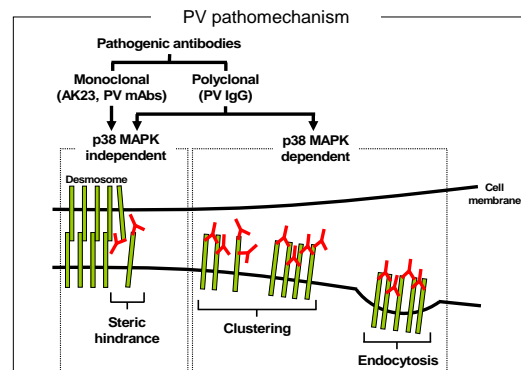 PV pathomechanism
Pathogenic antibodies
Monoclonal
(AK23, PV mAbs)
Polyclonal
(PV IgG)
p38 MAPK
independent
p38 MAPK
dependent
Desmosome
Cell
membrane
Steric
hindrance
Clustering
Endocytosis